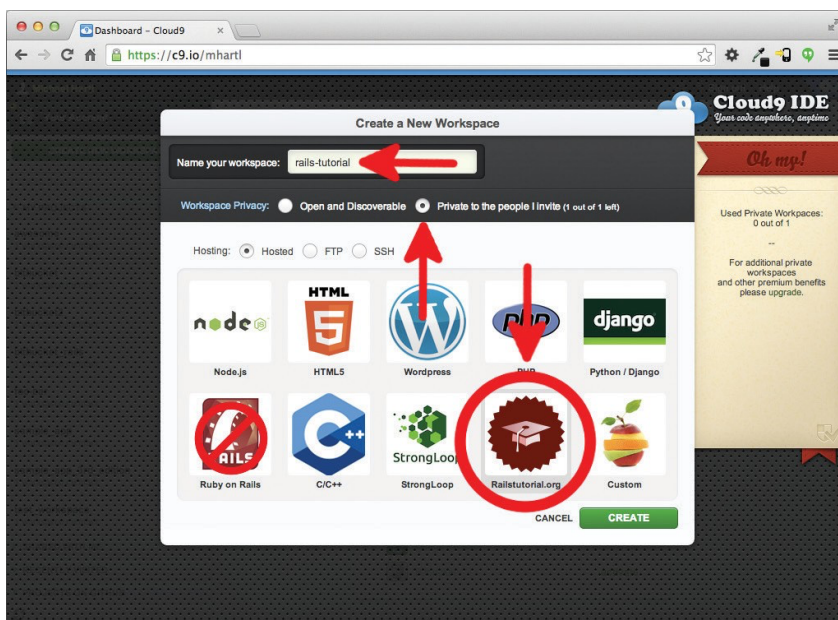 Dashboard – Cloud9
https://c9.io/mhartl
Cloud9 IDE
Your code anywhere, anytime
Create a New Workspace
Name your workspace: rails-tutorial
Workspace Privacy: Open and Discoverable Private to the people I invite (1 out of 1 left)
Oh my!
Used Private Workpaces:
0 out of 1
--
For additional private
workspaces
and other premium benefits
please upgrade.
Hosting: Hosted FTP SSH
node JS
HTML
5
W
php
django
Node.js HTML5 Wordpress PHP Python / Django
RAILS
C++
StrongLoop
Ruby on Rails C/C++ StrongLoop Railstutorial.org Custom
CANCEL CREATE